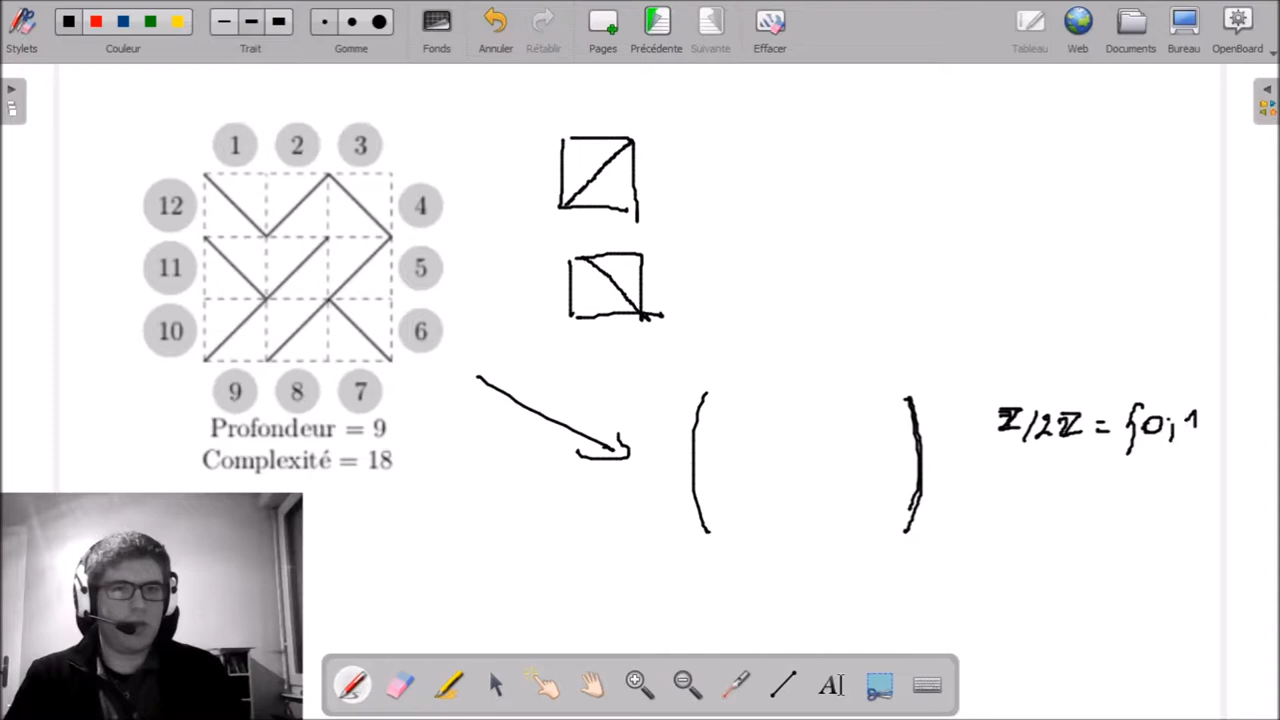 Stylets Couleur Trait Gomme Fonds Annuler Rétablir Pages Précédente Suivante Effacer Tableau Web Documents Bureau OpenBoard
1 2 3
12 4
11 5
10 6
9 8 7
Profondeur = 9
Complexité = 18
( ) ℤ/2ℤ = {0; 1
AI